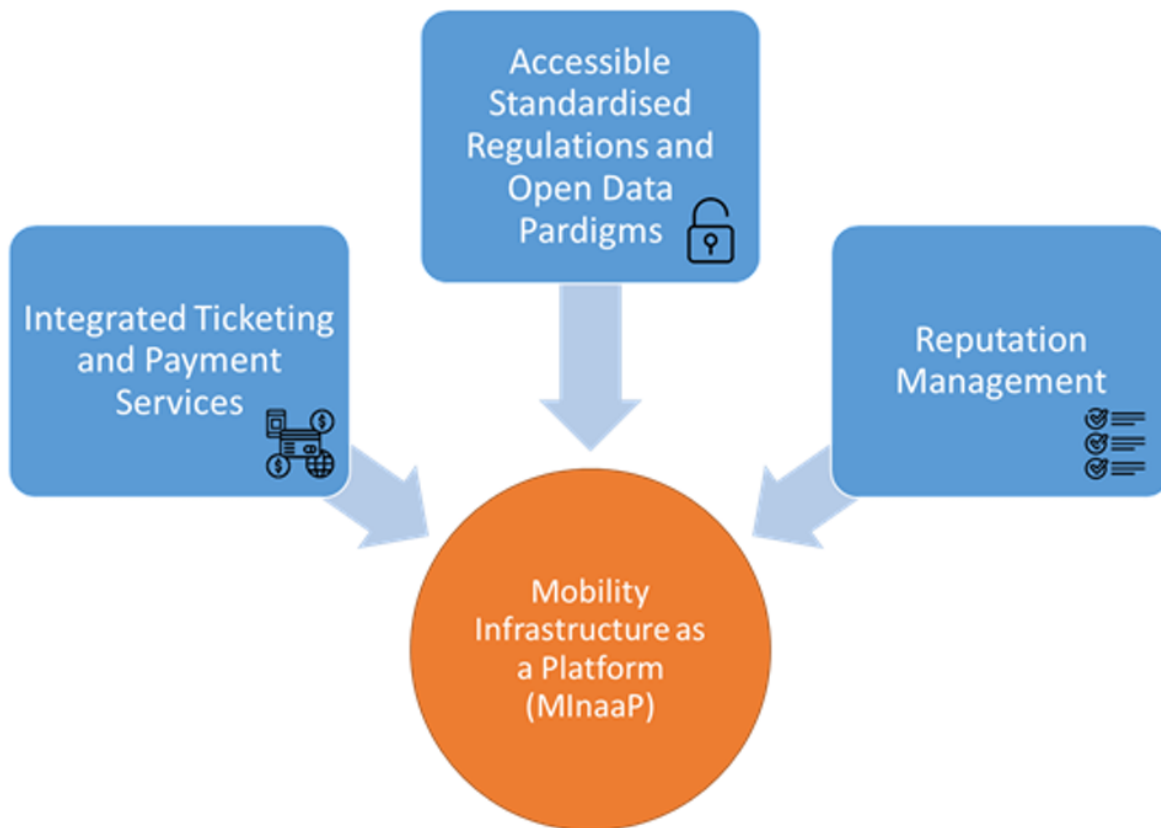 Accessible
Standardised
Regulations and
Open Data
Pardigms
Integrated Ticketing
and Payment
Services
Reputation
Management
Mobility
Infrastructure as
a Platform
(MInaaP)